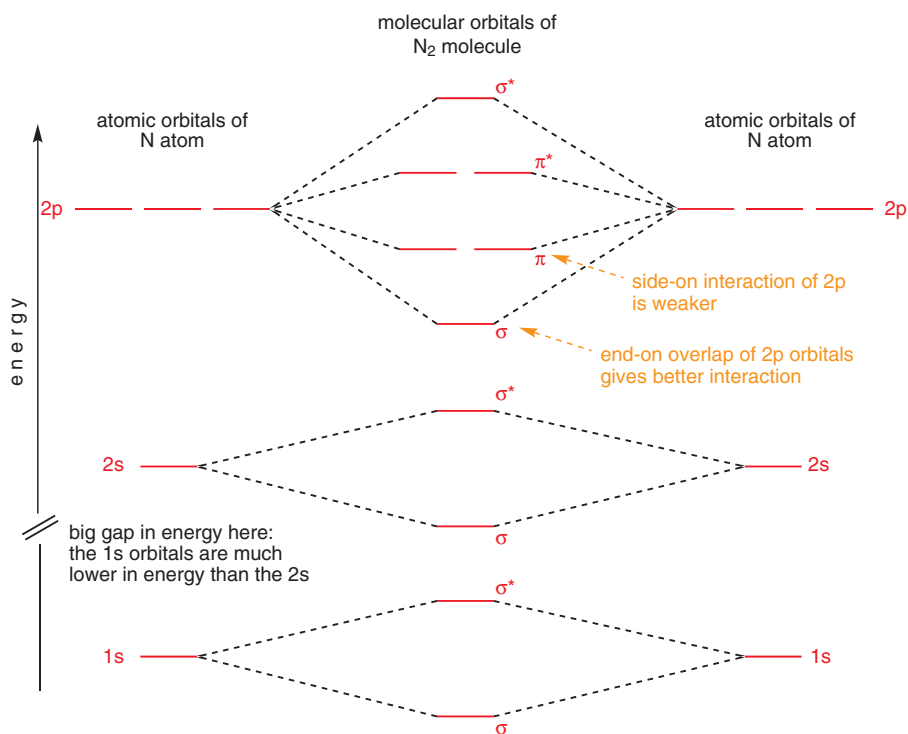 molecular orbitals of
N₂ molecule
σ*
atomic orbitals of
N atom
atomic orbitals of
N atom
π*
2p
2p
π
side-on interaction of 2p
is weaker
σ
end-on overlap of 2p orbitals
gives better interaction
energy
σ*
2s
2s
big gap in energy here:
the 1s orbitals are much
lower in energy than the 2s
σ
σ*
1s
1s
σ